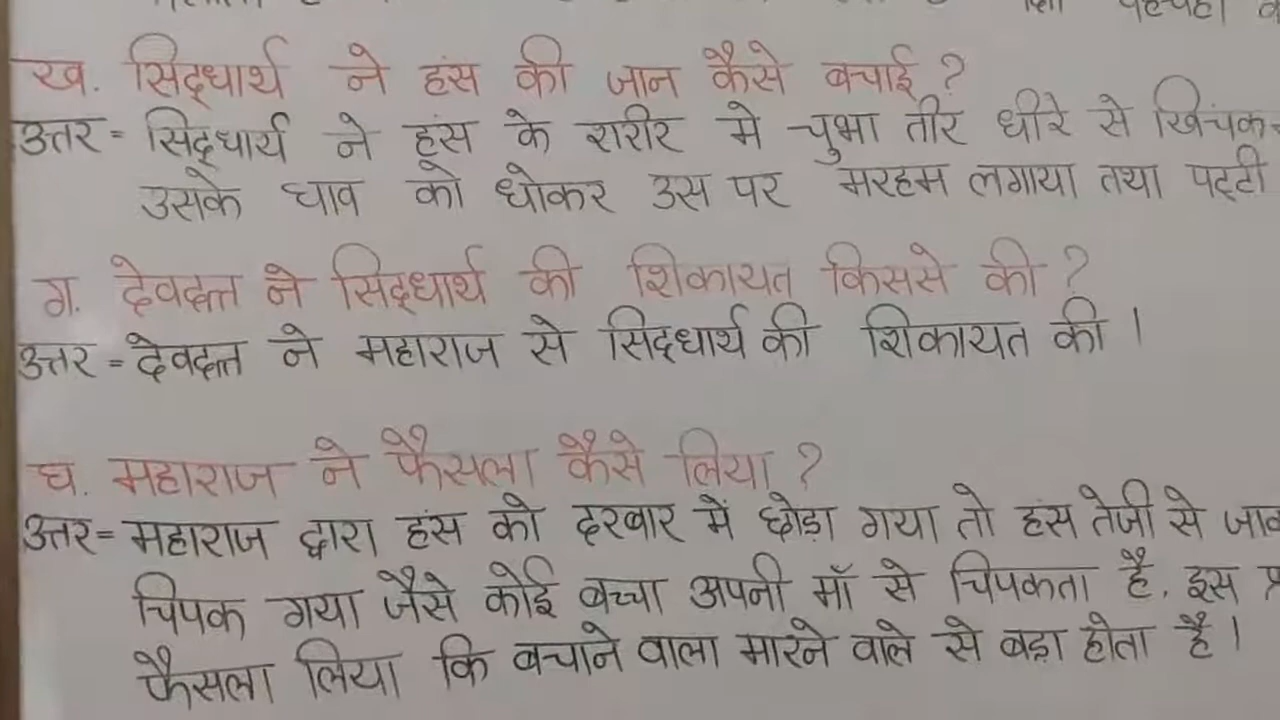 ख. सिद्धार्थ ने हंस की जान कैसे बचाई ?
उत्तर = सिद्धार्थ ने हंस के शरीर मे चुभा तीर धीरे से खिंचक
उसके घाव को धोकर उस पर मरहम लगाया तथा पट्टी
ग. देवदत्त ने सिद्धार्थ की शिकायत किससे की ?
उत्तर = देवदत्त ने महाराज से सिद्धार्थ की शिकायत की ।
घ. महाराज ने फैसला कैसे लिया ?
उत्तर = महाराज द्वारा हंस को दरबार में छोड़ा गया तो हंस तेजी से
चिपक गया जैसे कोई बच्चा अपनी माँ से चिपकता है. इस
फैसला लिया कि बचाने वाला मारने वाले से बड़ा होता है ।